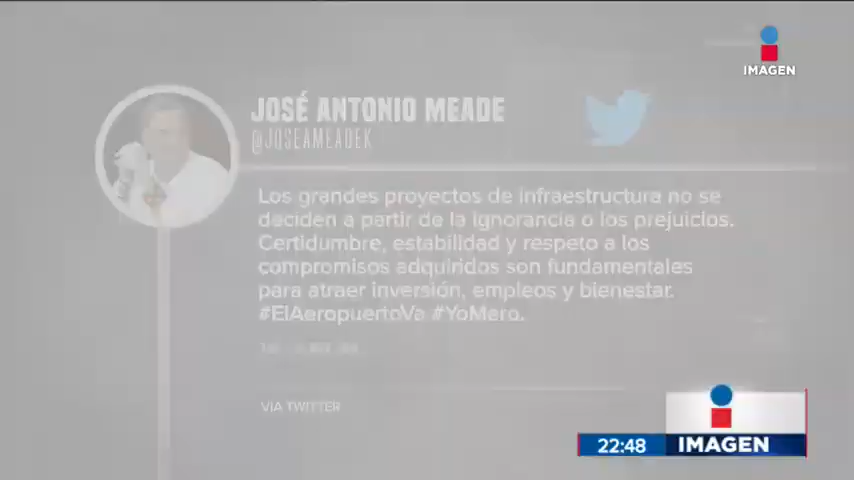 IMAGEN
JOSÉ ANTONIO MEADE
@JOSEAMEADEK
Los grandes proyectos de infraestructura no se
deciden a partir de la ignorancia o los prejuicios.
Certidumbre, estabilidad y respeto a los
compromisos adquiridos son fundamentales
para atraer inversión, empleos y bienestar.
#ElAeropuertoVa #YoMero.
VIA TWITTER
22:48 IMAGEN